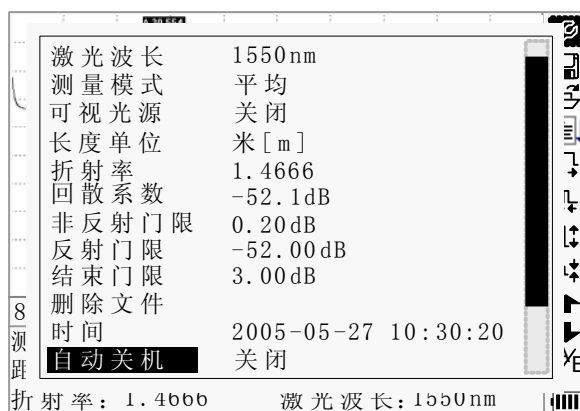 激光波长 1550nm
测量模式 平均
可视光源 关闭
长度单位 米[m]
折射率 1.4666
回散系数 -52.1dB
非反射门限 0.20dB
反射门限 -52.00dB
结束门限 3.00dB
删除文件
时间 2005-05-27 10:30:20
自动关机 关闭
8
测
距
折射率: 1.4666 激光波长: 1550nm